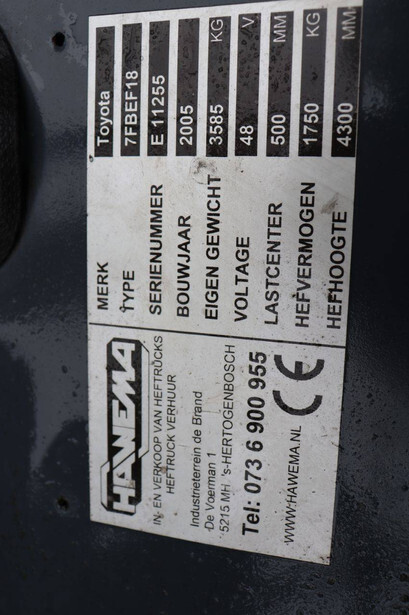 HAWEMA
IN- EN VERKOOP VAN HEFTRUCKS
HEFTRUCK VERHUUR
Industrieterrein de Brand
De Voerman 1
5215 MH 's-HERTOGENBOSCH
Tel: 073 6 900 955
WWW.HAWEMA.NL
CE
MERK Toyota
TYPE 7FBEF18
SERIENUMMER E 11255
BOUWJAAR 2005
EIGEN GEWICHT 3585 KG
VOLTAGE 48 V
LASTCENTER 500 MM
HEFVERMOGEN 1750 KG
HEFHOOGTE 4300 MM